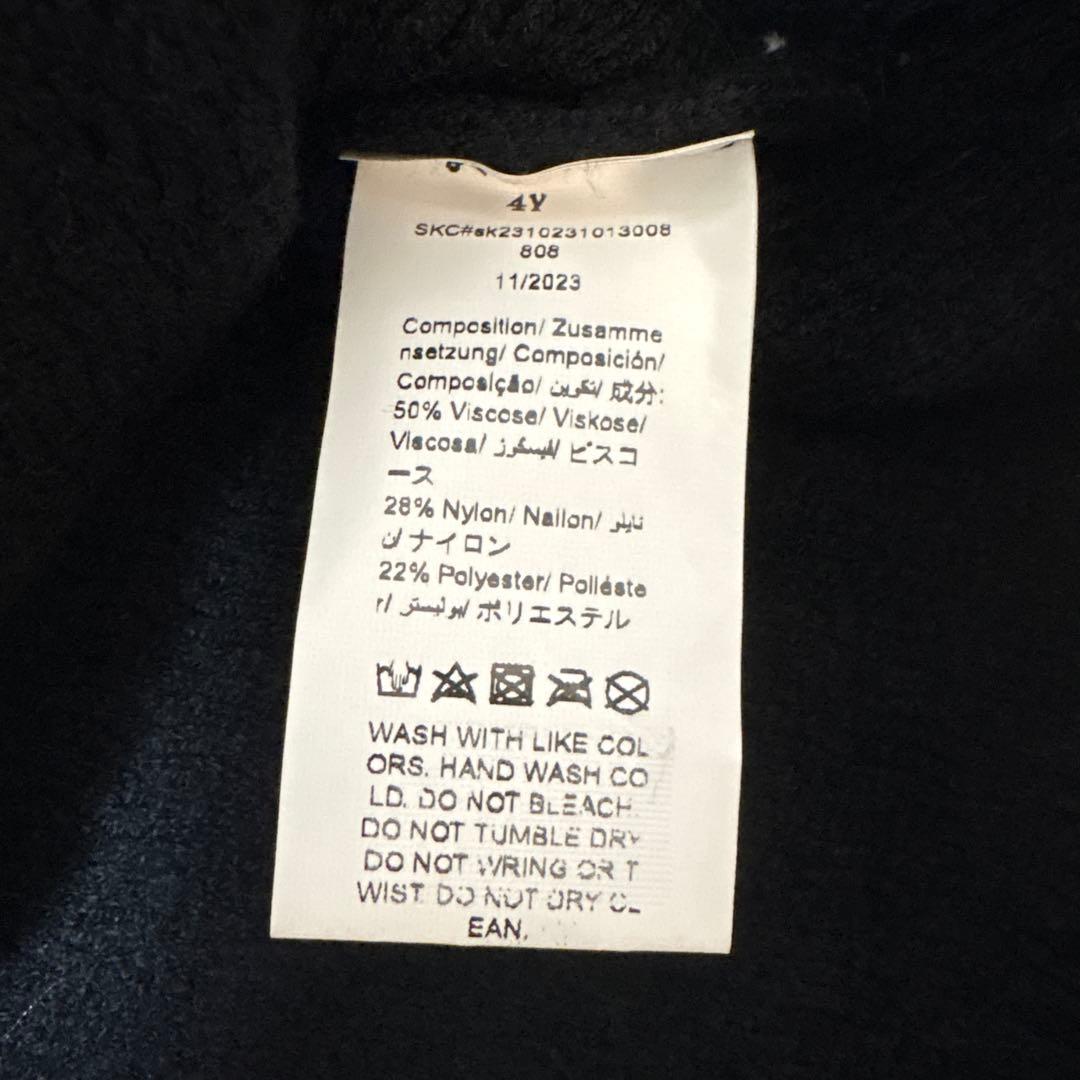 4Y
SKC#sk2310231013008
808
11/2023
Composition/ Zusamme
nsetzung/ Composición/
Composição/ تكوين/ 成分:
50% Viscose/ Viskose/
Viscosa/ فيسكوز/ ビスコ
ース
28% Nylon/ Nailon/ نايلو
ن/ ナイロン
22% Polyester/ Poliéste
r/ بوليستر/ ポリエステル
WASH WITH LIKE COL
ORS. HAND WASH CO
LD. DO NOT BLEACH.
DO NOT TUMBLE DRY
DO NOT WRING OR T
WIST. DO NOT DRY CL
EAN.